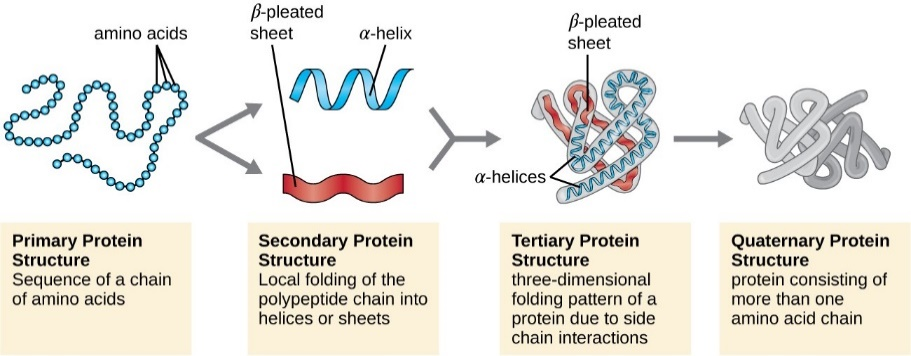 amino acids
β-pleated
sheet
α-helix
β-pleated
sheet
α-helices
Primary Protein
Structure
Sequence of a chain
of amino acids
Secondary Protein
Structure
Local folding of the
polypeptide chain into
helices or sheets
Tertiary Protein
Structure
three-dimensional
folding pattern of a
protein due to side
chain interactions
Quaternary Protein
Structure
protein consisting of
more than one
amino acid chain